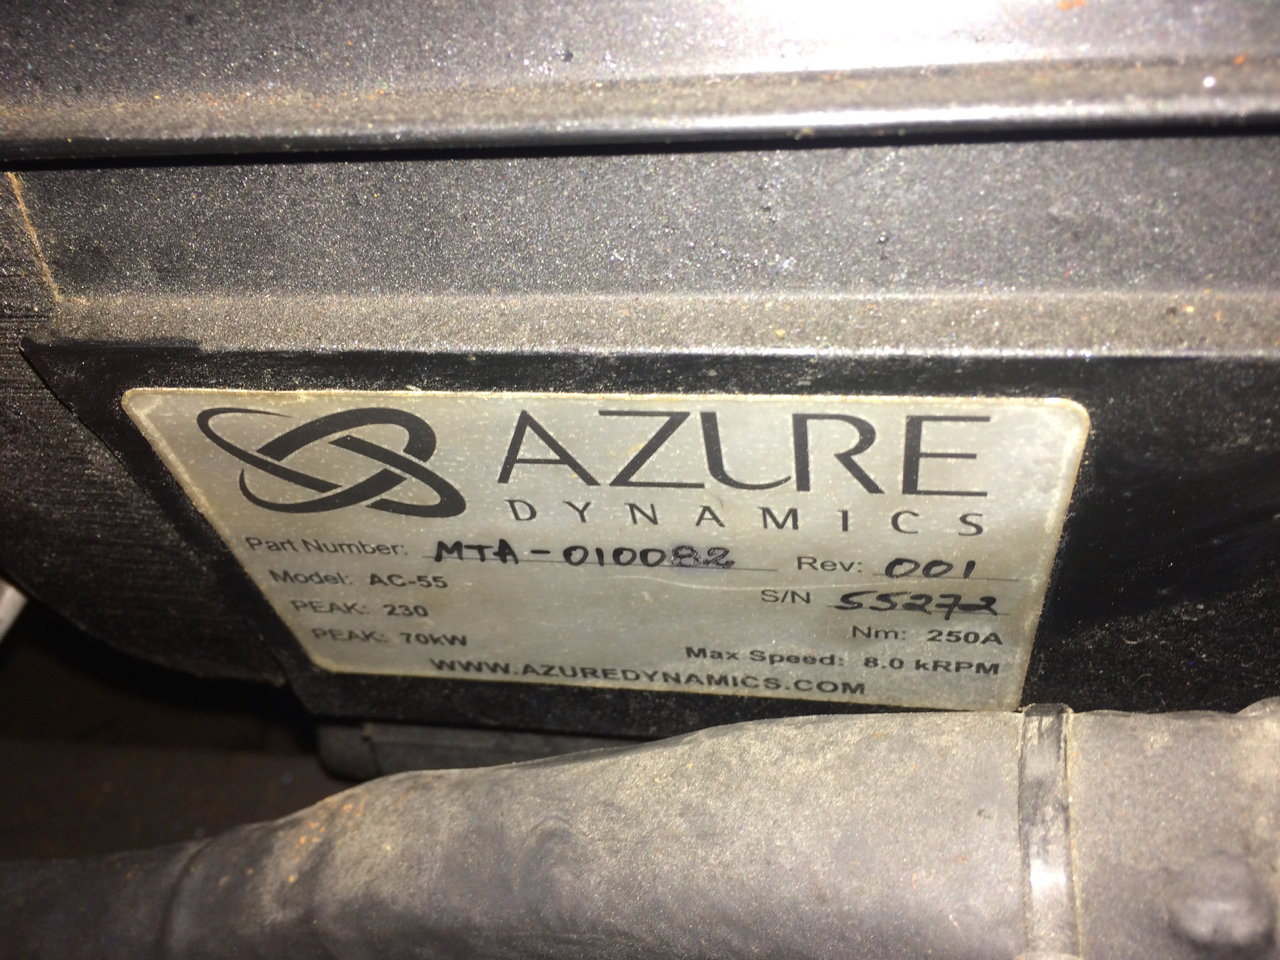 AZURE
DYNAMICS
Part Number: MTA-010082 Rev: 001
Model: AC-55 S/N 55272
PEAK: 230 Nm: 250A
PEAK: 70kW Max Speed: 8.0 kRPM
WWW.AZUREDYNAMICS.COM